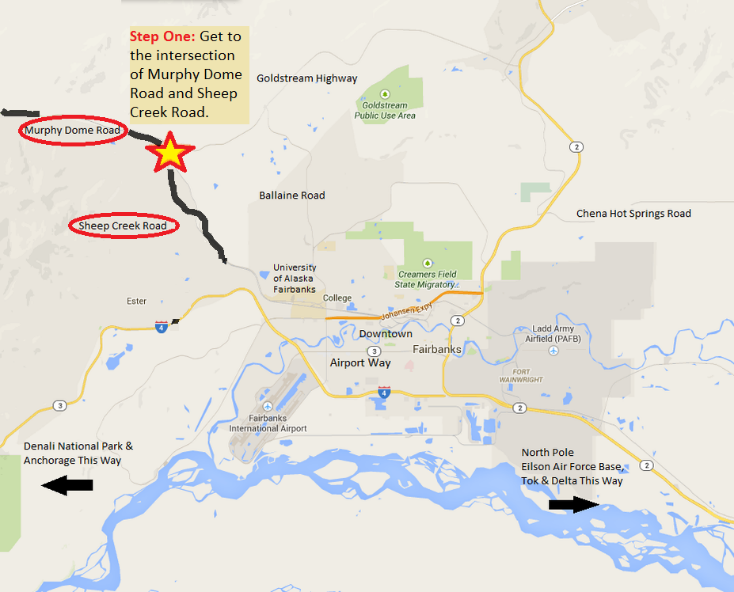 Step One: Get to
the intersection
of Murphy Dome
Road and Sheep
Creek Road.
Goldstream Highway
Goldstream
Public Use Area
Murphy Dome Road
2
Ballaine Road
Chena Hot Springs Road
Sheep Creek Road
University
of Alaska
Fairbanks
Creamers Field
State Migratory...
College
Ester
Johansen Expy
4
2
Downtown
Ladd Army
Airfield (PAFB)
3
Fairbanks
Airport Way
FORT
WAINWRIGHT
4
3
2
Fairbanks
International Airport
Denali National Park &
Anchorage This Way
North Pole
Eilson Air Force Base,
Tok & Delta This Way
2